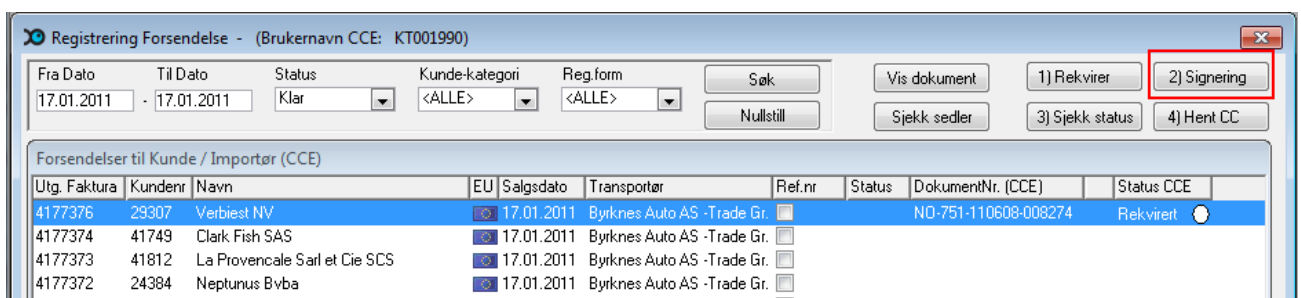 Registrering Forsendelse - (Brukernavn CCE: KT001990)
Fra Dato Til Dato Status Kunde-kategori Reg.form
17.01.2011 - 17.01.2011 Klar <ALLE> <ALLE>
Søk Vis dokument 1) Rekvirer 2) Signering
Nullstill Sjekk sedler 3) Sjekk status 4) Hent CC
Forsendelser til Kunde / Importør (CCE)
Utg. Faktura Kundenr Navn EU Salgsdato Transportør Ref.nr Status DokumentNr. (CCE) Status CCE
4177376 29307 Verbiest NV 17.01.2011 Byrknes Auto AS -Trade Gr. NO-751-110608-008274 Rekvirert
4177374 41749 Clark Fish SAS 17.01.2011 Byrknes Auto AS -Trade Gr.
4177373 41812 La Provencale Sarl et Cie SCS 17.01.2011 Byrknes Auto AS -Trade Gr.
4177372 24384 Neptunus Bvba 17.01.2011 Byrknes Auto AS -Trade Gr.